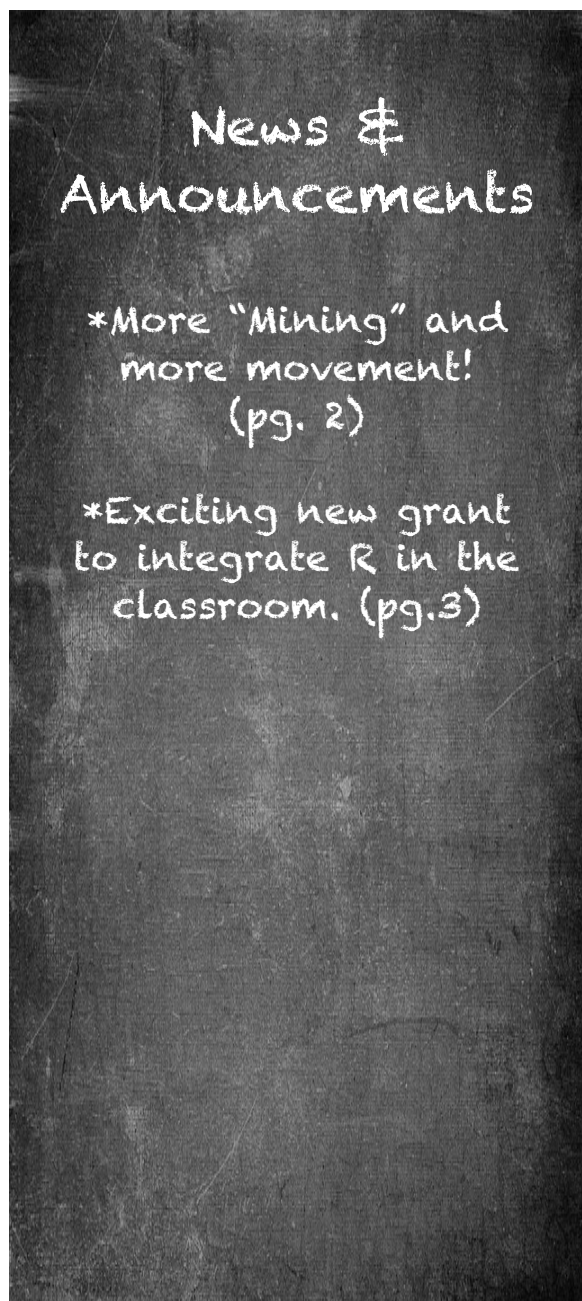 News &
Announcements
*More “Mining” and
more movement!
(pg. 2)
*Exciting new grant
to integrate R in the
classroom. (pg.3)